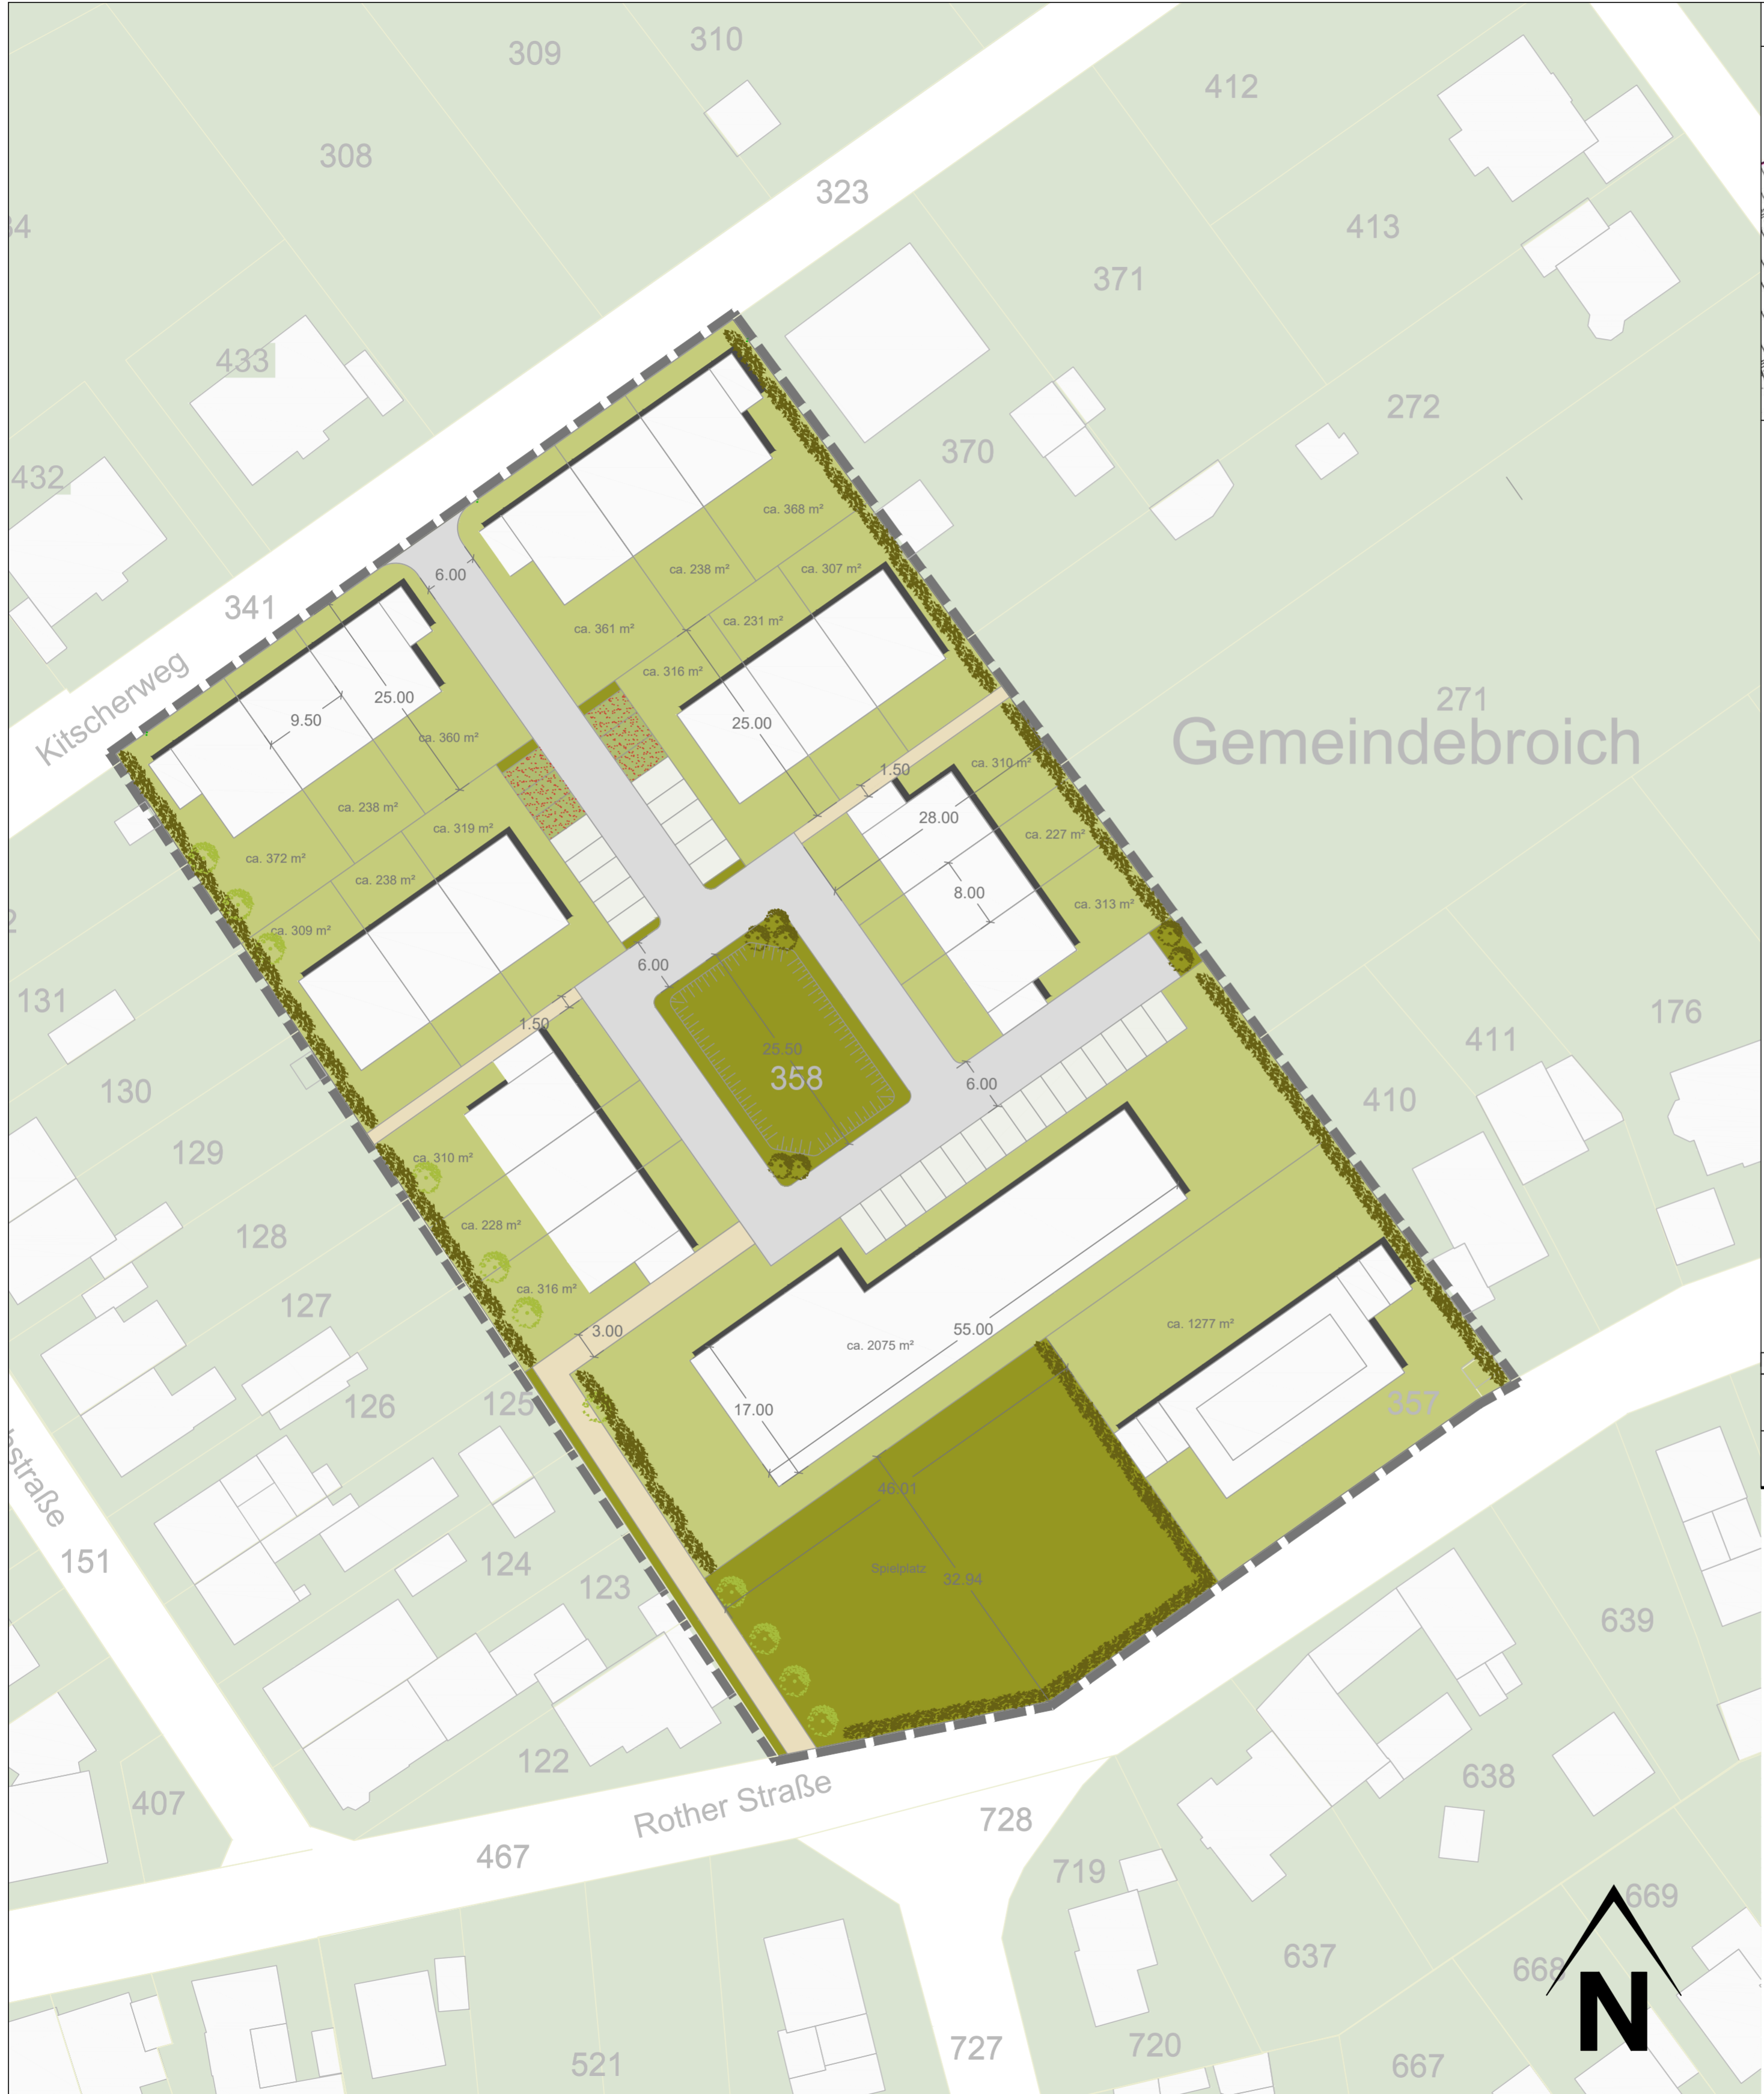 310
309
412
308
323
413
371
433
272
370
432
ca. 368 m²
ca. 238 m²
ca. 307 m²
6.00
341
ca. 231 m²
ca. 361 m²
Kitscherweg
ca. 316 m²
25.00
9.50
25.00
271
Gemeindebroich
ca. 360 m²
1.50
ca. 310 m²
ca. 238 m²
28.00
ca. 319 m²
ca. 227 m²
ca. 372 m²
ca. 238 m²
8.00
ca. 313 m²
ca. 309 m²
6.00
131
1.50
176
411
25.50
358
6.00
130
410
129
ca. 310 m²
128
ca. 228 m²
127
ca. 316 m²
3.00
55.00
ca. 2075 m²
ca. 1277 m²
126
125
17.00
357
46.01
151
124
Spielplatz
32.94
123
639
122
407
638
Rother Straße
728
467
719
669
637
668
N
727
720
521
667